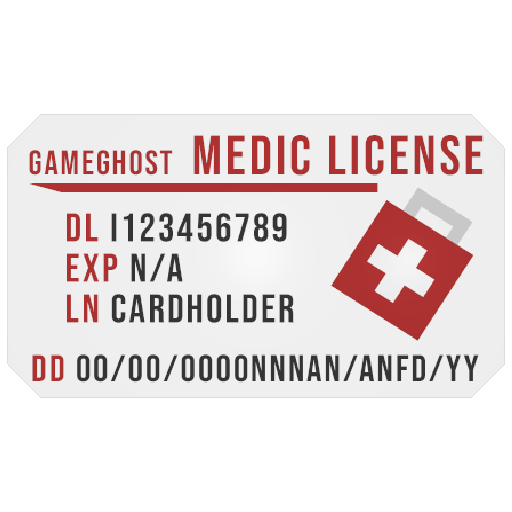 GAMEGHOST MEDIC LICENSE
DL I123456789
EXP N/A
LN CARDHOLDER
DD 00/00/0000NNNAN/ANFD/YY